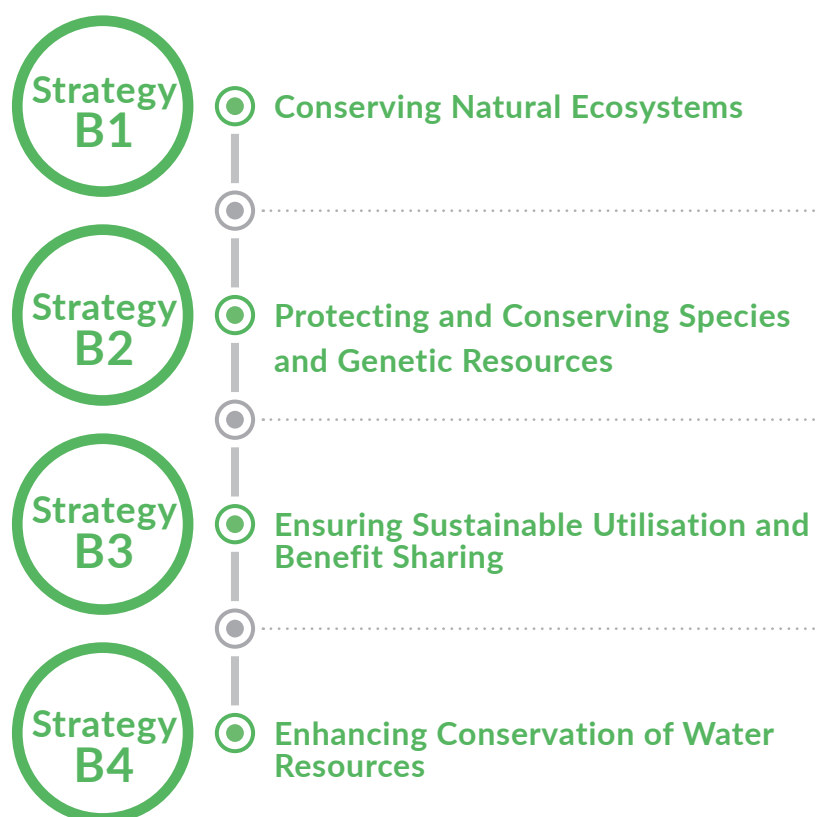 Strategy
B1
Conserving Natural Ecosystems
Strategy
B2
Protecting and Conserving Species
and Genetic Resources
Strategy
B3
Ensuring Sustainable Utilisation and
Benefit Sharing
Strategy
B4
Enhancing Conservation of Water
Resources